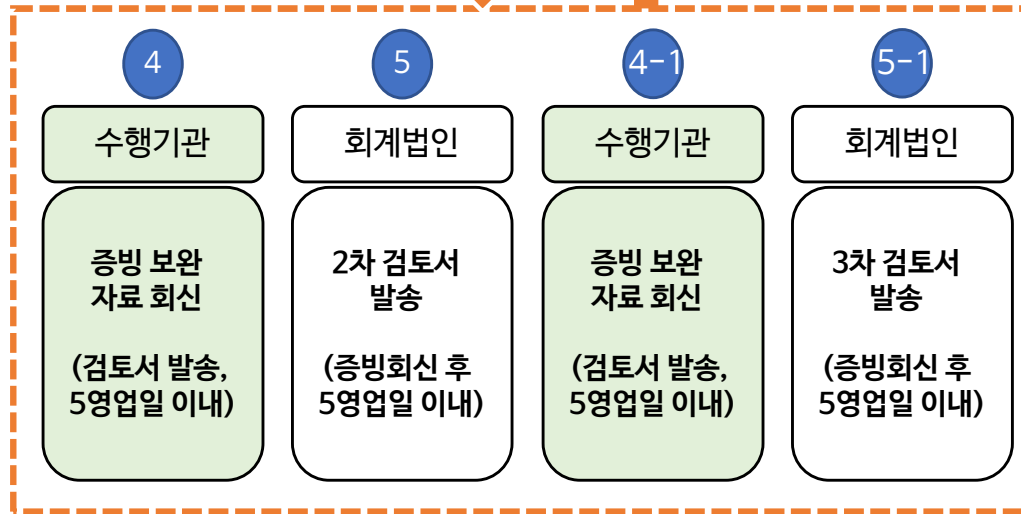 4
수행기관
증빙 보완
자료 회신
(검토서 발송,
5영업일 이내)
5
회계법인
2차 검토서
발송
(증빙회신 후
5영업일 이내)
4-1
수행기관
증빙 보완
자료 회신
(검토서 발송,
5영업일 이내)
5-1
회계법인
3차 검토서
발송
(증빙회신 후
5영업일 이내)